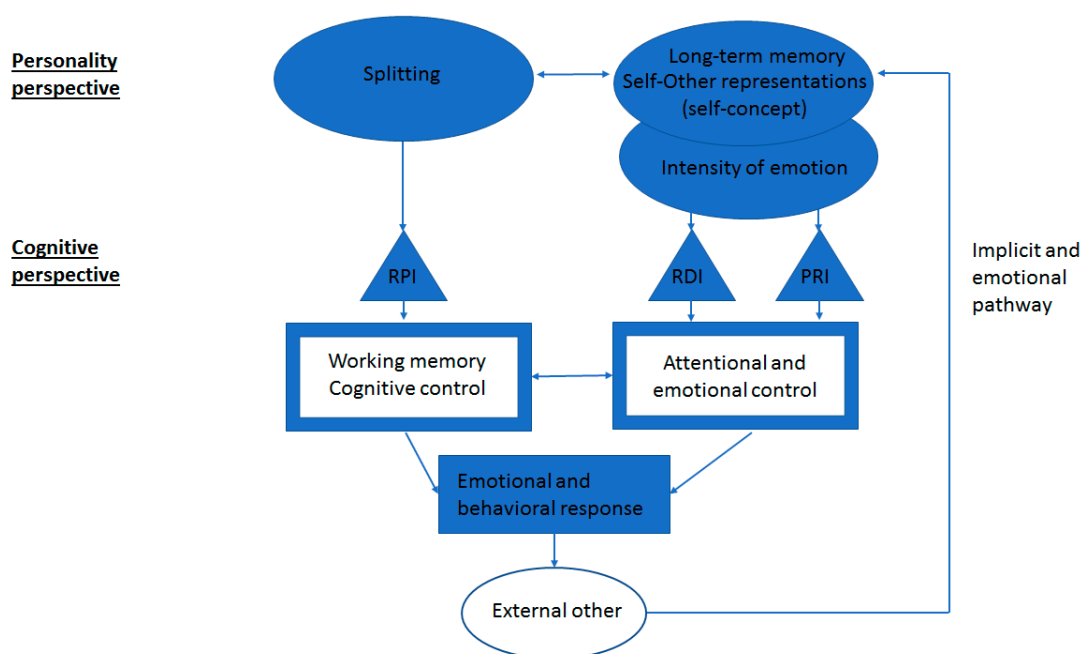 Personality
perspective
Splitting
Long-term memory
Self-Other representations
(self-concept)
Intensity of emotion
Cognitive
perspective
RPI
RDI
PRI
Implicit and
emotional
pathway
Working memory
Cognitive control
Attentional and
emotional control
Emotional and
behavioral response
External other